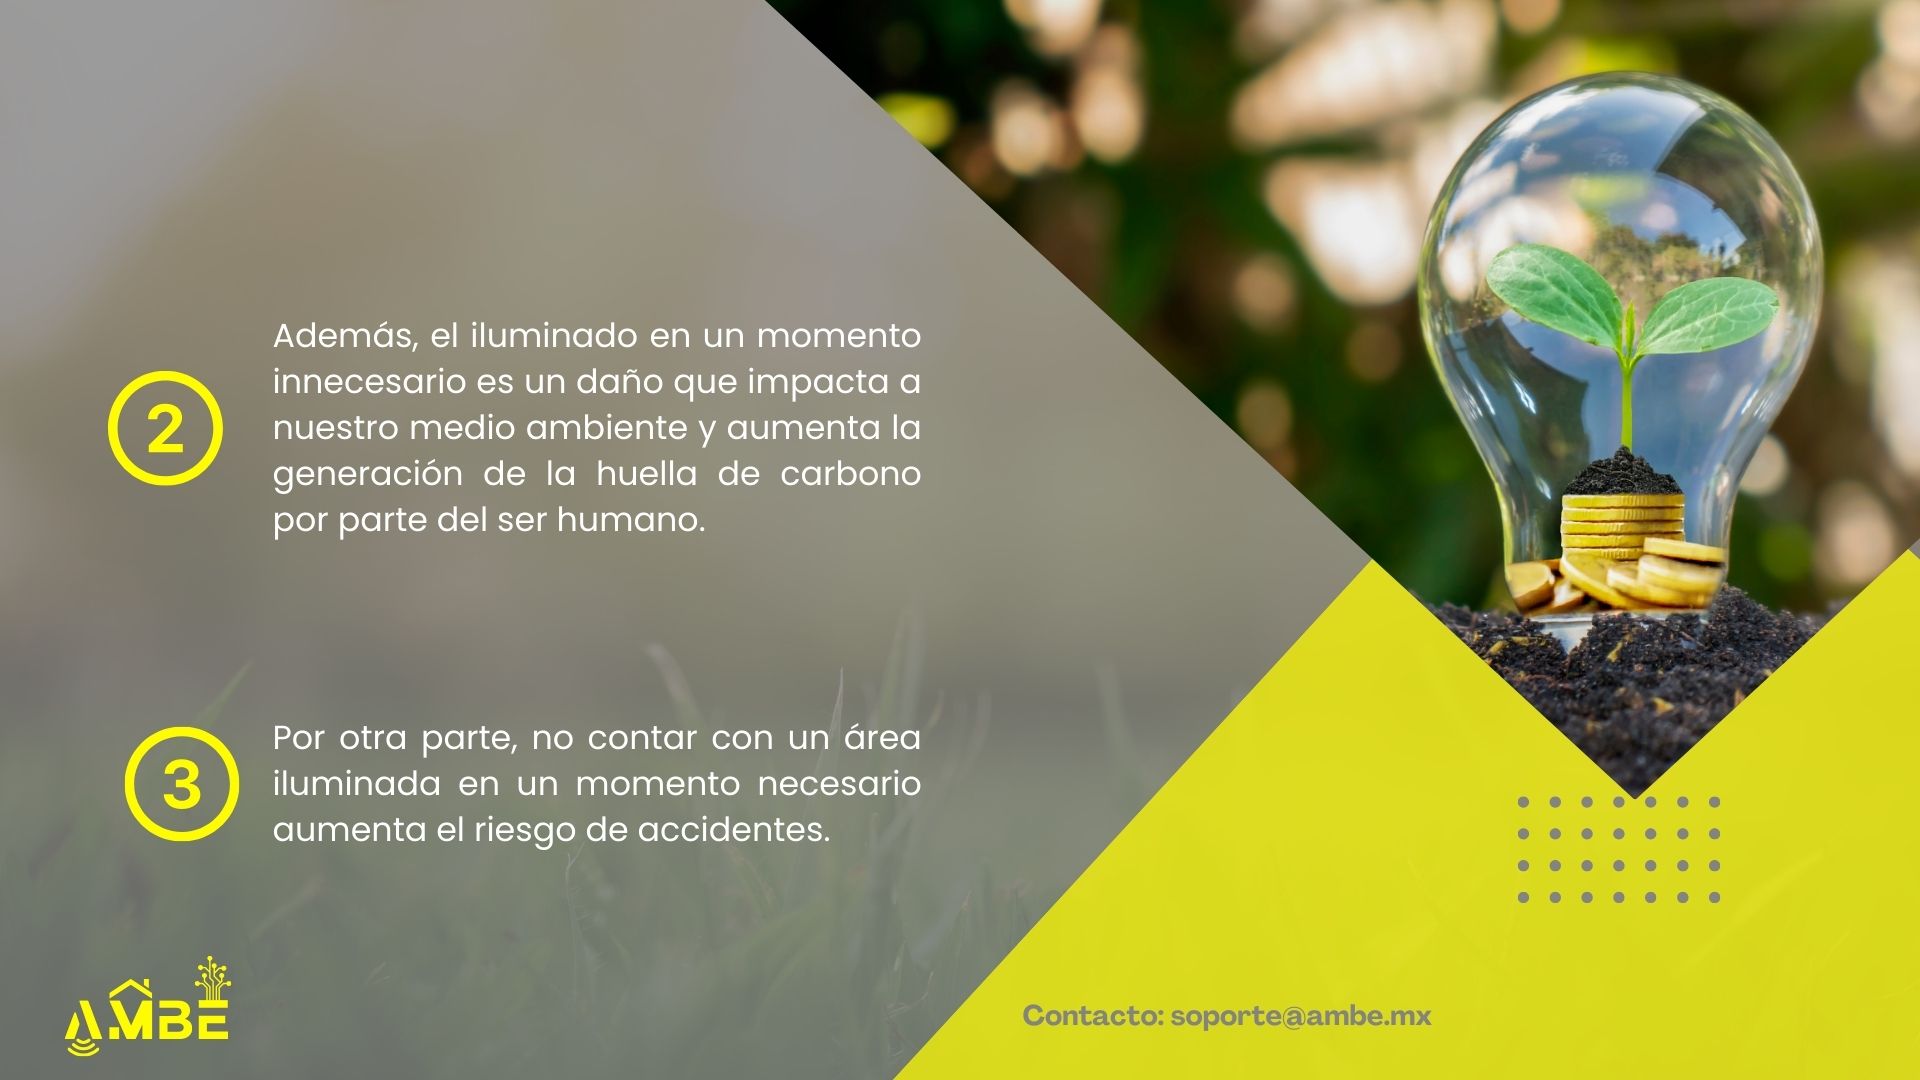 2
Además, el iluminado en un momento
innecesario es un daño que impacta a
nuestro medio ambiente y aumenta la
generación de la huella de carbono
por parte del ser humano.
3
Por otra parte, no contar con un área
iluminada en un momento necesario
aumenta el riesgo de accidentes.
AMBE
Contacto: soporte@ambe.mx